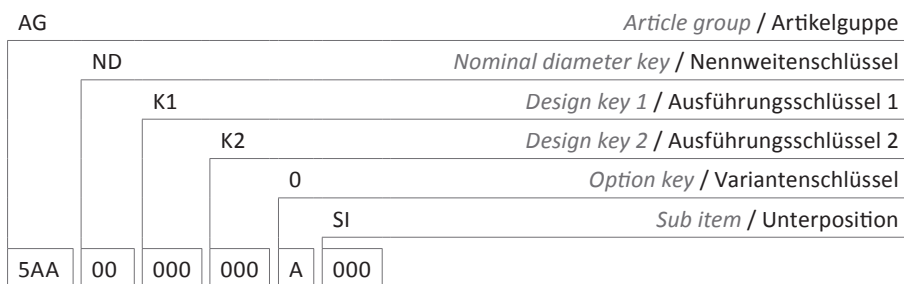 AG Article group / Artikelguppe
ND Nominal diameter key / Nennweitenschlüssel
K1 Design key 1 / Ausführungsschlüssel 1
K2 Design key 2 / Ausführungsschlüssel 2
0 Option key / Variantenschlüssel
SI Sub item / Unterposition
5AA 00 000 000 A 000